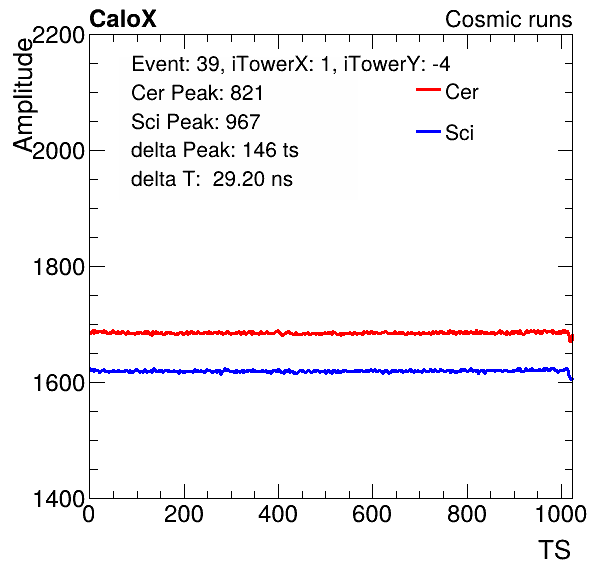 CaloX Cosmic runs
Amplitude
Event: 39, iTowerX: 1, iTowerY: -4
Cer Peak: 821
Sci Peak: 967
delta Peak: 146 ts
delta T:  29.20 ns
Cer
Sci
2200
2000
1800
1600
1400
0 200 400 600 800 1000
TS